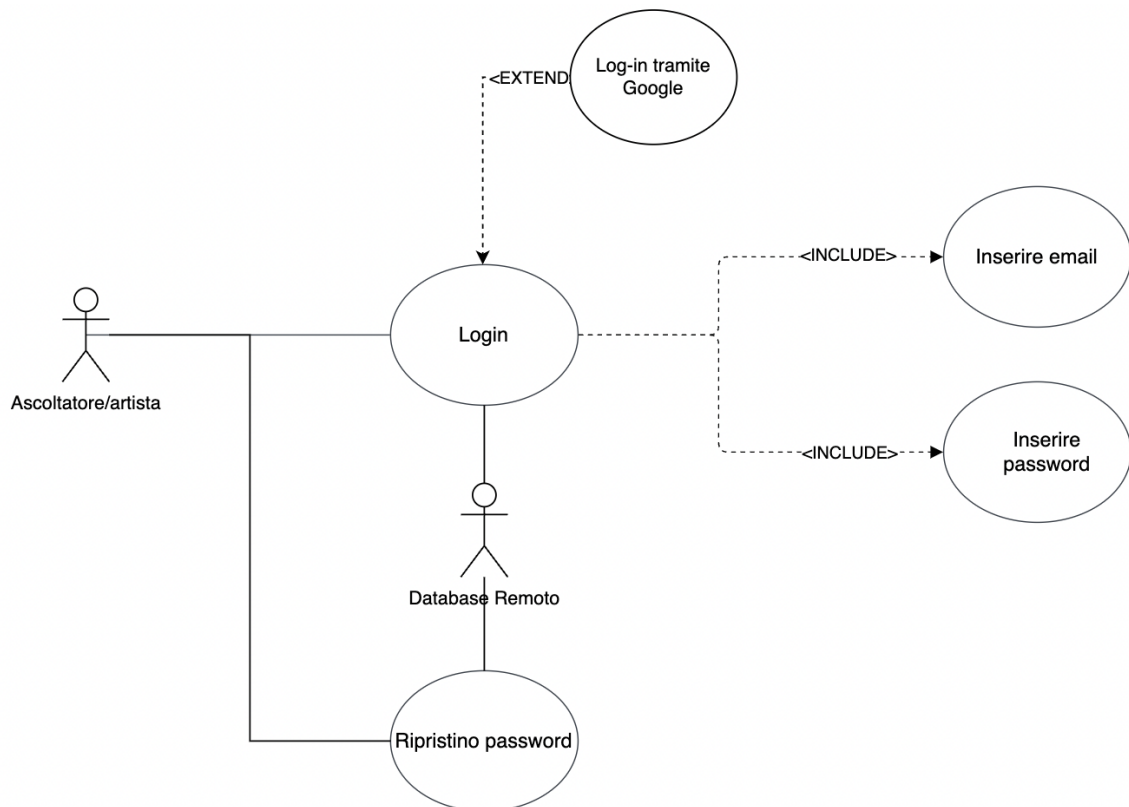 Log-in tramite
Google
<EXTEND
<INCLUDE>
Inserire email
Login
Ascoltatore/artista
<INCLUDE>
Inserire
password
Database Remoto
Ripristino password